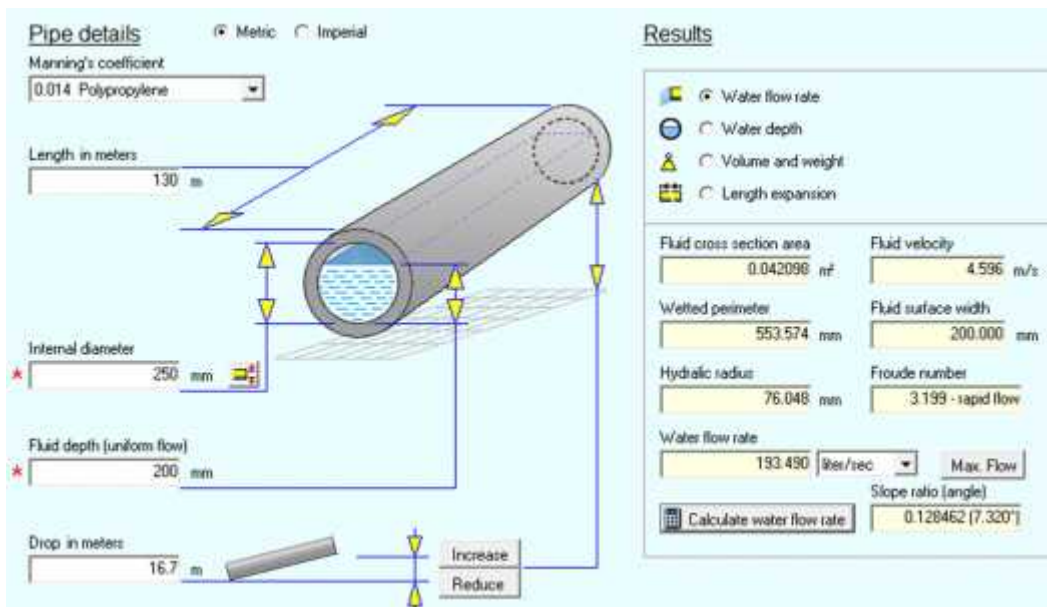 Pipe details
Metric Imperial
Manning's coefficient
0.014 Polypropylene
Length in meters
130 m
Internal diameter
* 250 mm
Fluid depth (uniform flow)
* 200 mm
Drop in meters
16.7 m
Increase
Reduce
Results
Water flow rate
Water depth
Volume and weight
Length expansion
Fluid cross section area Fluid velocity
0.042098 m² 4.596 m/s
Wetted perimeter Fluid surface width
553.574 mm 200.000 mm
Hydralic radius Froude number
76.048 mm 3.199 - rapid flow
Water flow rate
193.490 liter/sec Max. Flow
Slope ratio (angle)
Calculate water flow rate 0.128462 (7.320°)